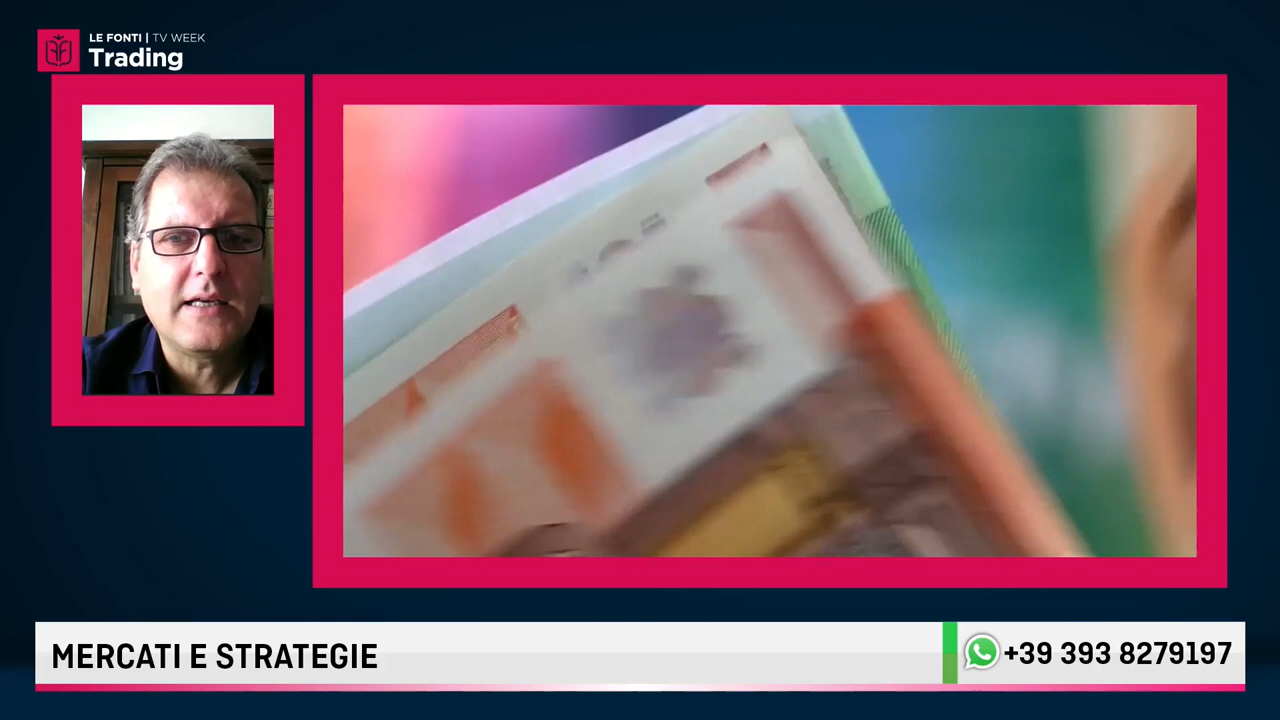 LE FONTI | TV WEEK
Trading
MERCATI E STRATEGIE
+39 393 8279197